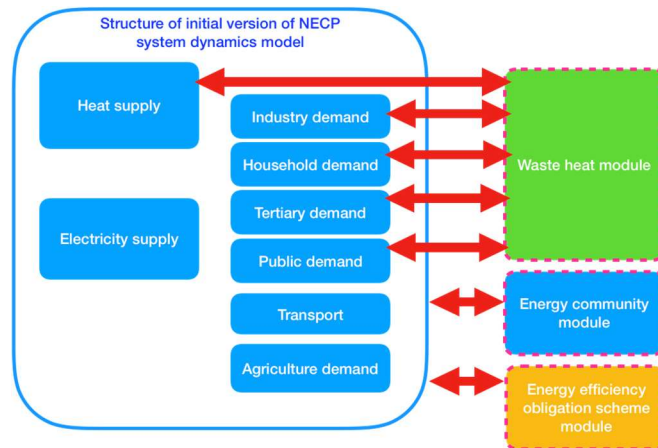 Structure of initial version of NECP
system dynamics model
Heat supply
Industry demand
Household demand
Waste heat module
Tertiary demand
Electricity supply
Public demand
Transport
Energy community
module
Agriculture demand
Energy efficiency
obligation scheme
module